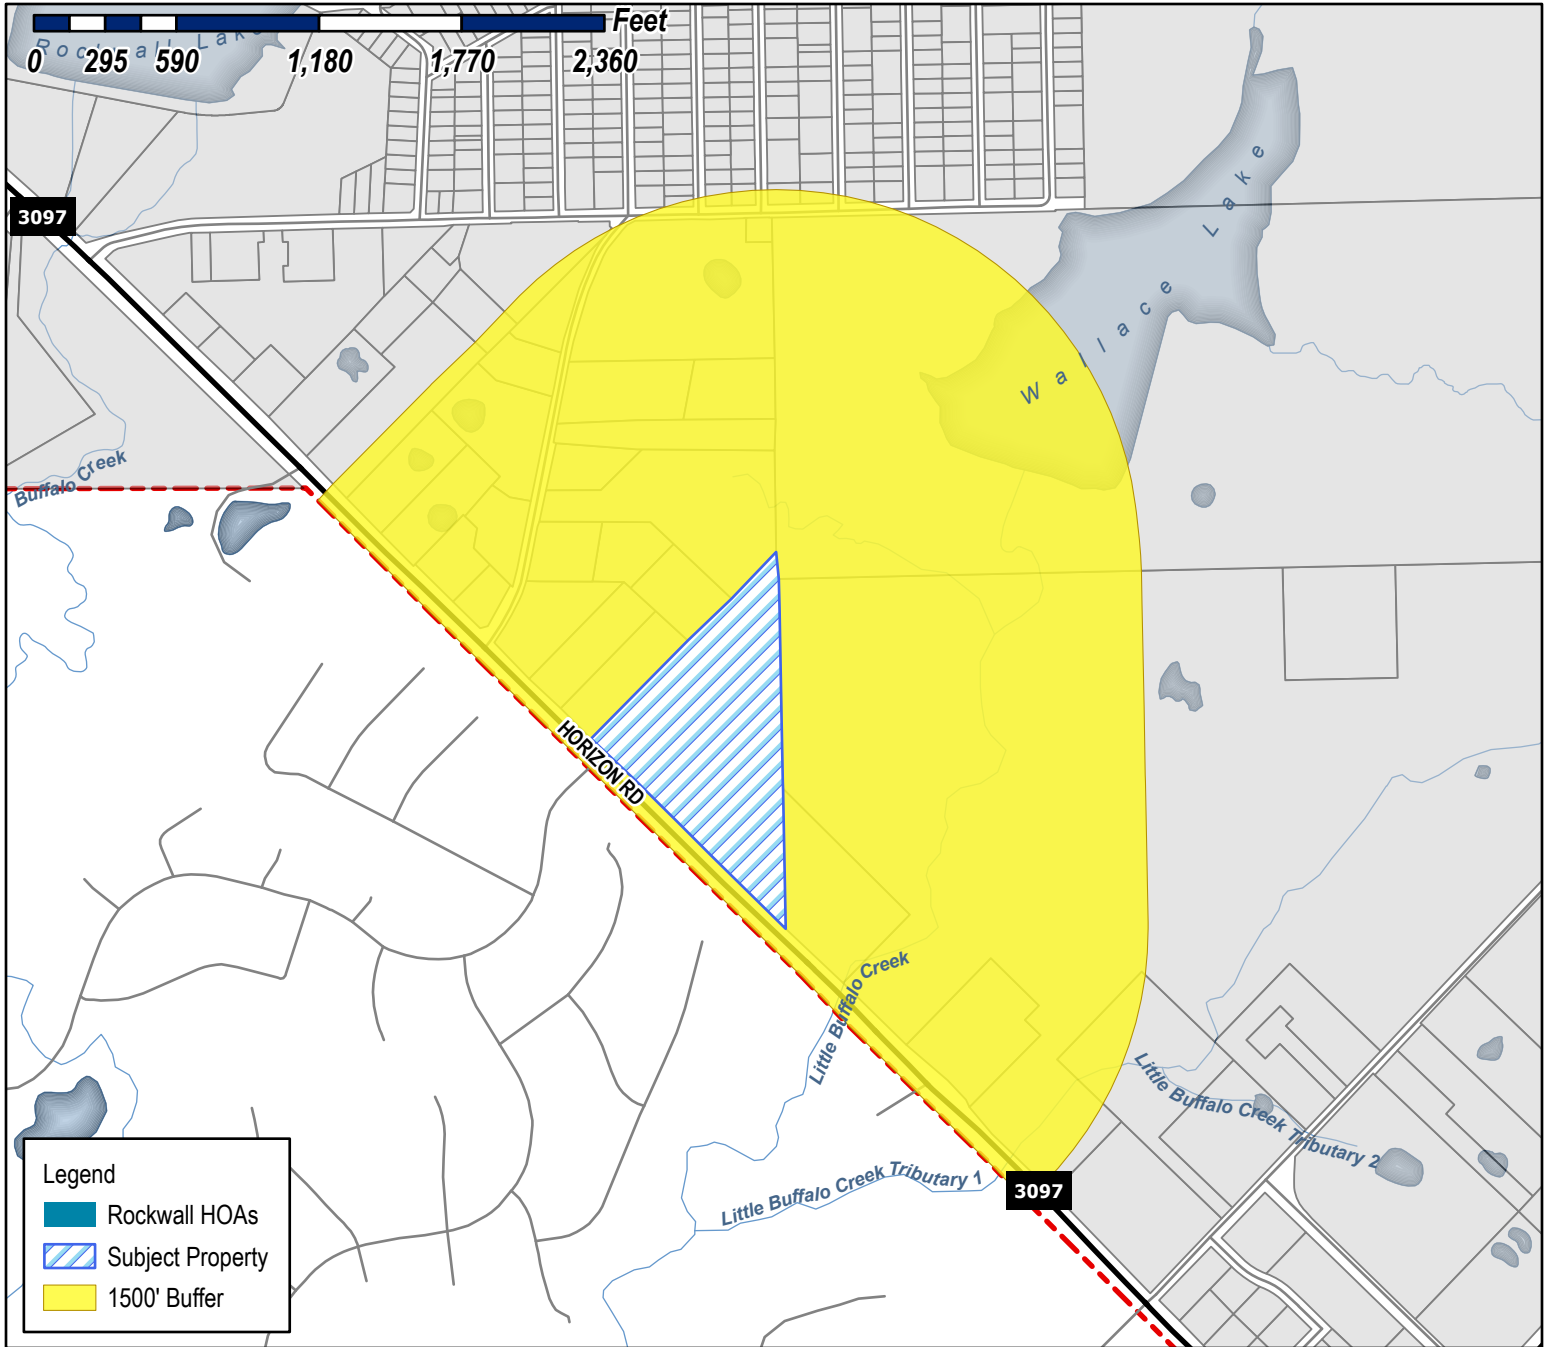 Feet
Rockwall Lake
0 295 590 1,180 1,770 2,360
3097
Wallace Lake
Buffalo Creek
HORIZON RD
Little Buffalo Creek
Little Buffalo Creek Tributary 2
Little Buffalo Creek Tributary 1
3097
Legend
Rockwall HOAs
Subject Property
1500' Buffer